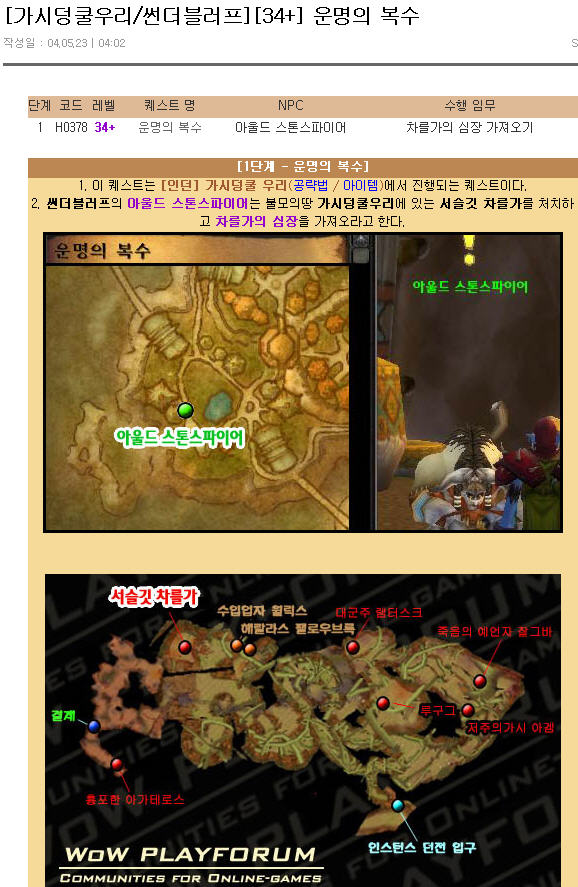 [가시덩쿨우리/썬더블러프][34+] 운명의 복수
작성일 : 04.05.23 | 04:02
S
단계 코드 레벨 퀘스트 명 NPC 수행 임무
1 H0378 34+ 운명의 복수 아울드 스톤스파이어 차를가의 심장 가져오기
[1단계 - 운명의 복수]
1. 이 퀘스트는 [인던] 가시덩쿨 우리(공략법 / 아이템)에서 진행되는 퀘스트이다.
2. 썬더블러프의 아울드 스톤스파이어는 불모의땅 가시덩쿨우리에 있는 서슬깃 차를가를 처치하
고 차를가의 심장을 가져오라고 한다.
운명의 복수
아울드 스톤스파이어
아울드 스톤스파이어
서슬깃 차를가
수입업자 윌릭스
헤랄라스 팰로우브룩
대군주 램터스크
죽음의 예언자 잘그바
결계
루구그
저주의가시 아겜
흉포한 아가테로스
인스턴스 던전 입구
WoW PLAYFORUM
COMMUNITIES FOR ONLINE-GAMES